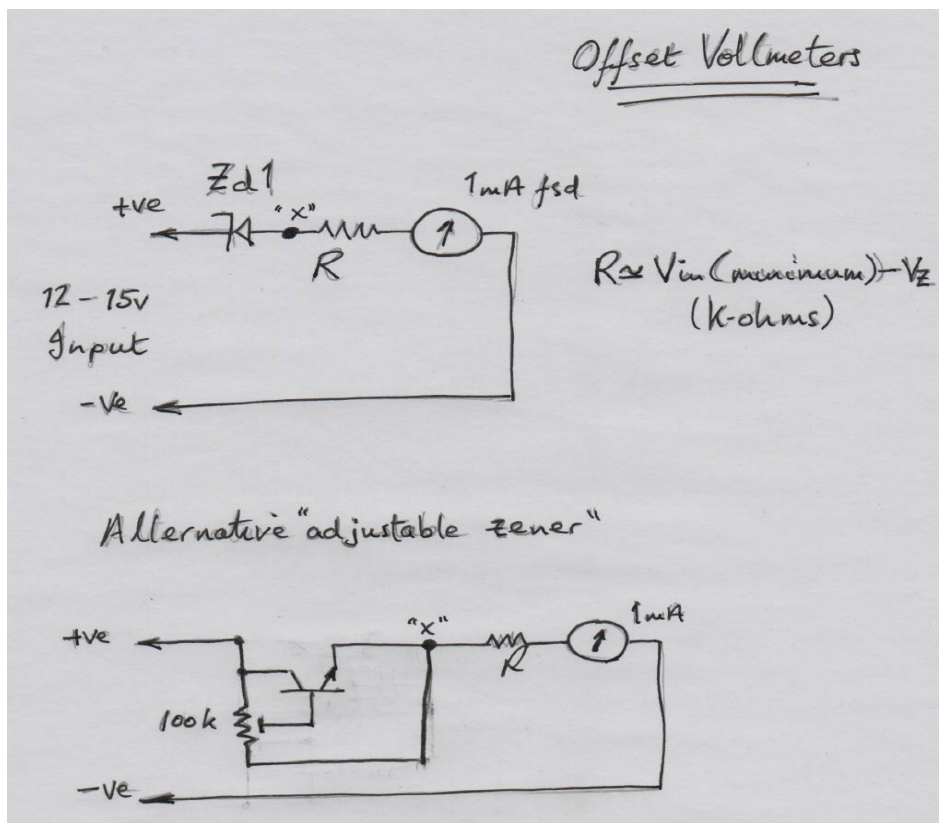 Offset Voltmeters
Zd1
"x"
1mA fsd
+ve
R
R ≃ Vin (minimum) - Vz
(K-ohms)
12 - 15v
Input
-Ve
Alternative "adjustable zener"
+ve
"x"
1mA
R
100k
-ve